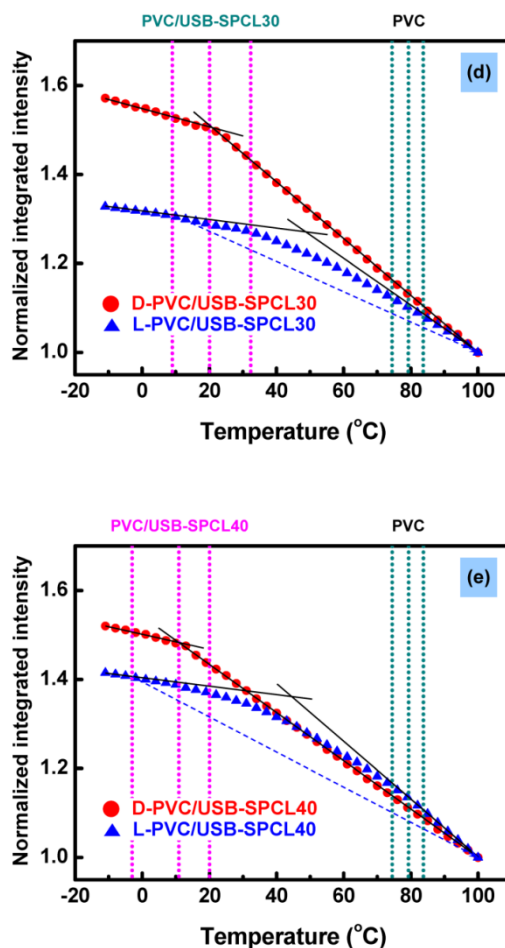 PVC/USB-SPCL30 PVC
(d)
Normalized integrated intensity
1.6
1.4
1.2
1.0
D-PVC/USB-SPCL30
L-PVC/USB-SPCL30
-20 0 20 40 60 80 100
Temperature (°C)
PVC/USB-SPCL40 PVC
(e)
Normalized integrated intensity
1.6
1.4
1.2
1.0
D-PVC/USB-SPCL40
L-PVC/USB-SPCL40
-20 0 20 40 60 80 100
Temperature (°C)